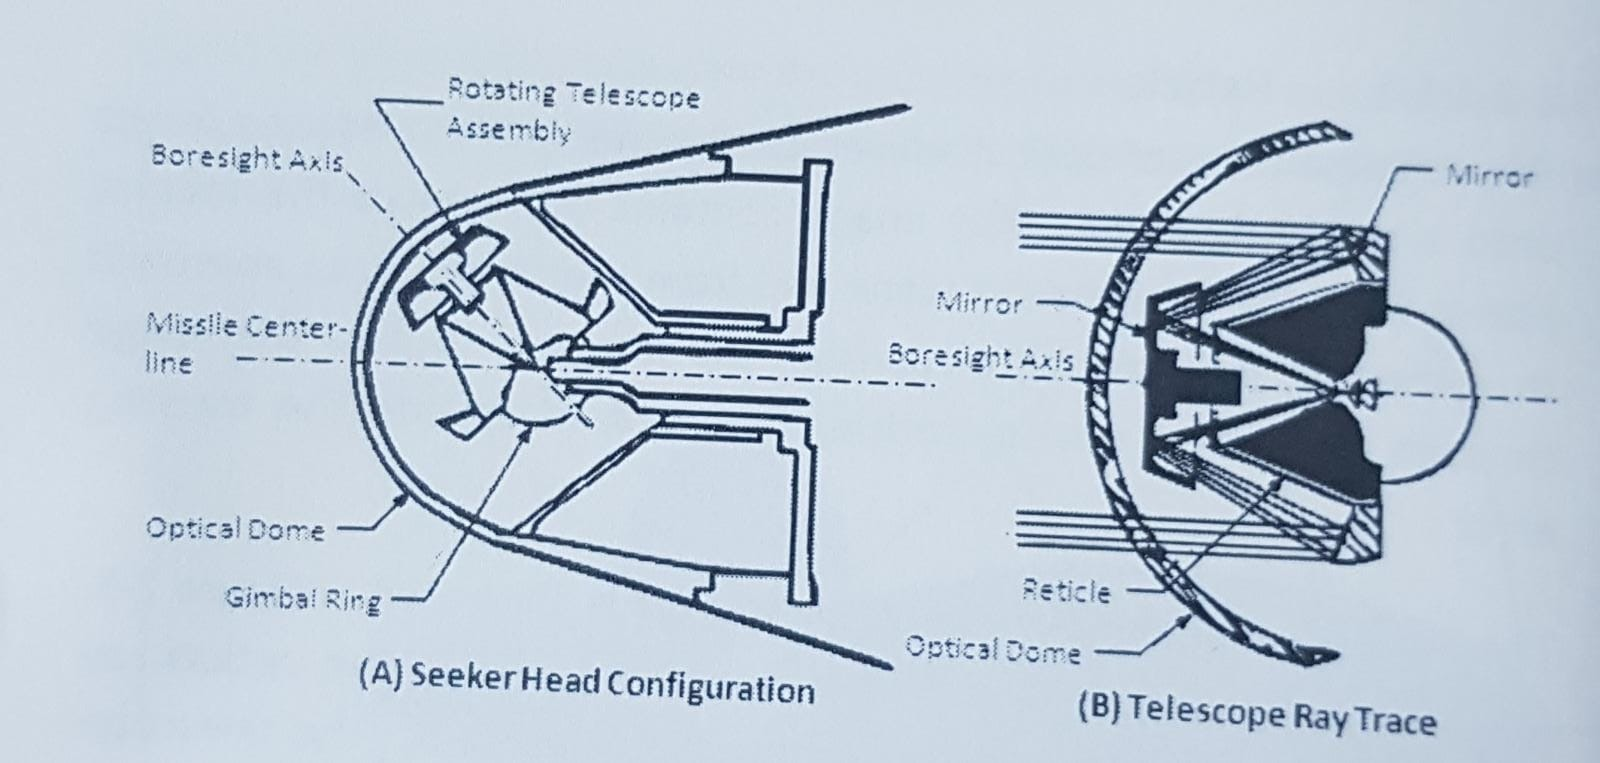 Rotating Telescope
Assembly
Boresight Axis
Missile Center-
line
Optical Dome
Gimbal Ring
(A) Seeker Head Configuration
Mirror
Mirror
Boresight Axis
Reticle
Optical Dome
(B) Telescope Ray Trace